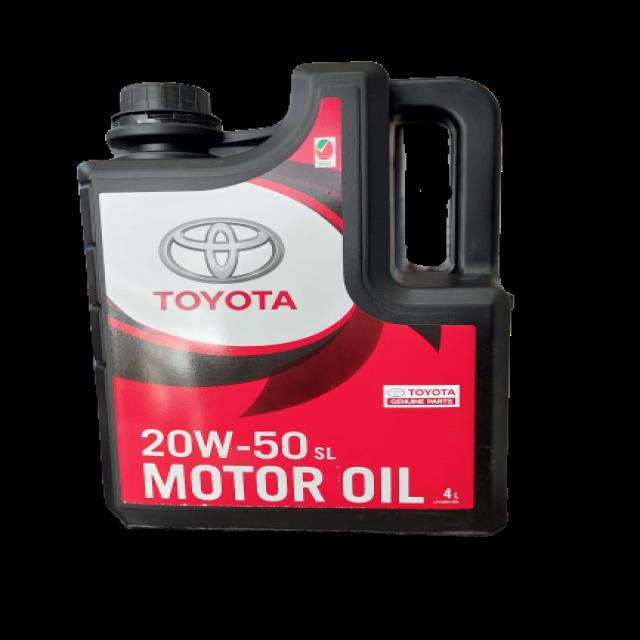 TOYOTA
TOYOTA
GENUINE PARTS
20W-50 SL
MOTOR OIL
4 L